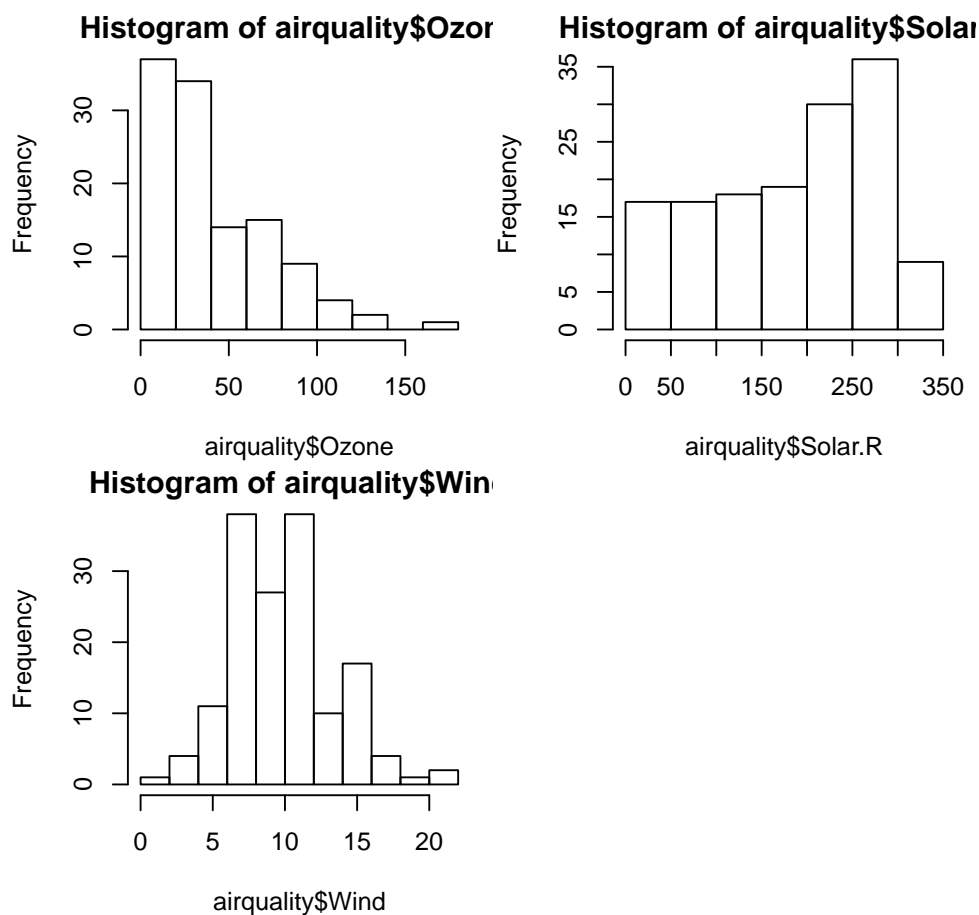 Histogram of airquality$Ozon
Frequency
0 10 20 30
0 50 100 150
airquality$Ozone
Histogram of airquality$Solar
Frequency
0 5 15 25 35
0 50 150 250 350
airquality$Solar.R
Histogram of airquality$Win
Frequency
0 10 20 30
0 5 10 15 20
airquality$Wind